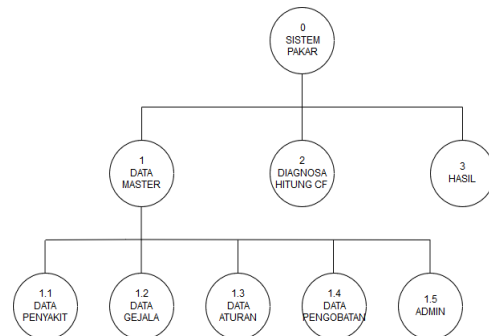 0
SISTEM
PAKAR
1
DATA
MASTER
2
DIAGNOSA
HITUNG CF
3
HASIL
1.1
DATA
PENYAKIT
1.2
DATA
GEJALA
1.3
DATA
ATURAN
1.4
DATA
PENGOBATAN
1.5
ADMIN